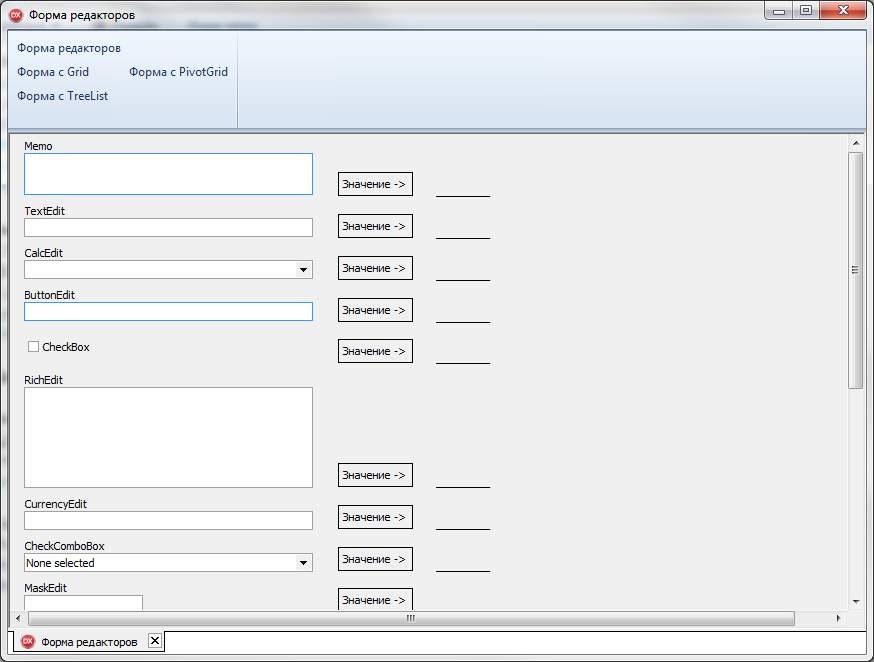 DX Форма редакторов
Форма редакторов
Форма с Grid Форма с PivotGrid
Форма с TreeList
Memo
Значение ->
TextEdit
Значение ->
CalcEdit
Значение ->
ButtonEdit
Значение ->
CheckBox
Значение ->
RichEdit
Значение ->
CurrencyEdit
Значение ->
CheckComboBox
None selected
Значение ->
MaskEdit
Значение ->
DX Форма редакторов